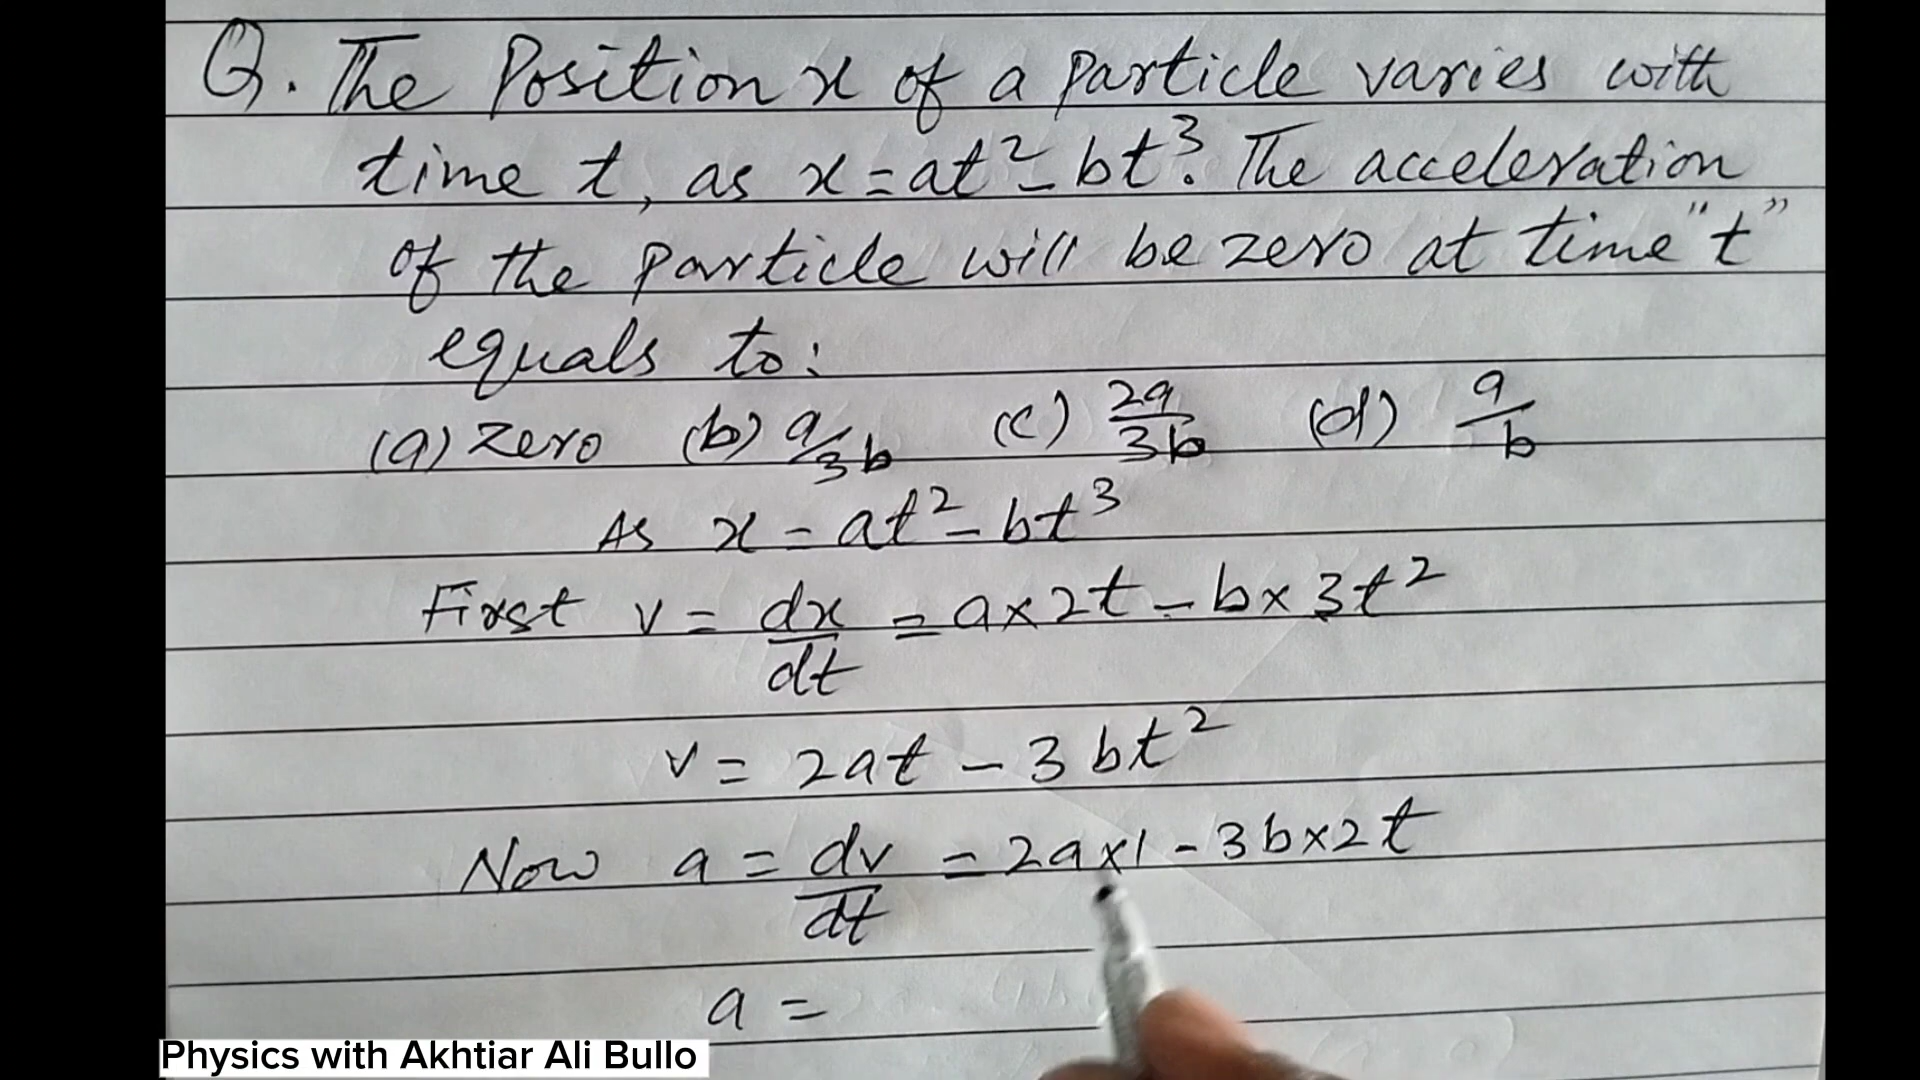 Q. The Position x of a particle varies with
time t, as x = at² - bt³. The acceleration
of the particle will be zero at time "t"
equals to:
(a) zero (b) a/3b (c) 2a/3b (d) a/b
As x = at² - bt³
First v = dx/dt = a×2t - b×3t²
v = 2at - 3bt²
Now a = dv/dt = 2a×1 - 3b×2t
a =
Physics with Akhtiar Ali Bullo